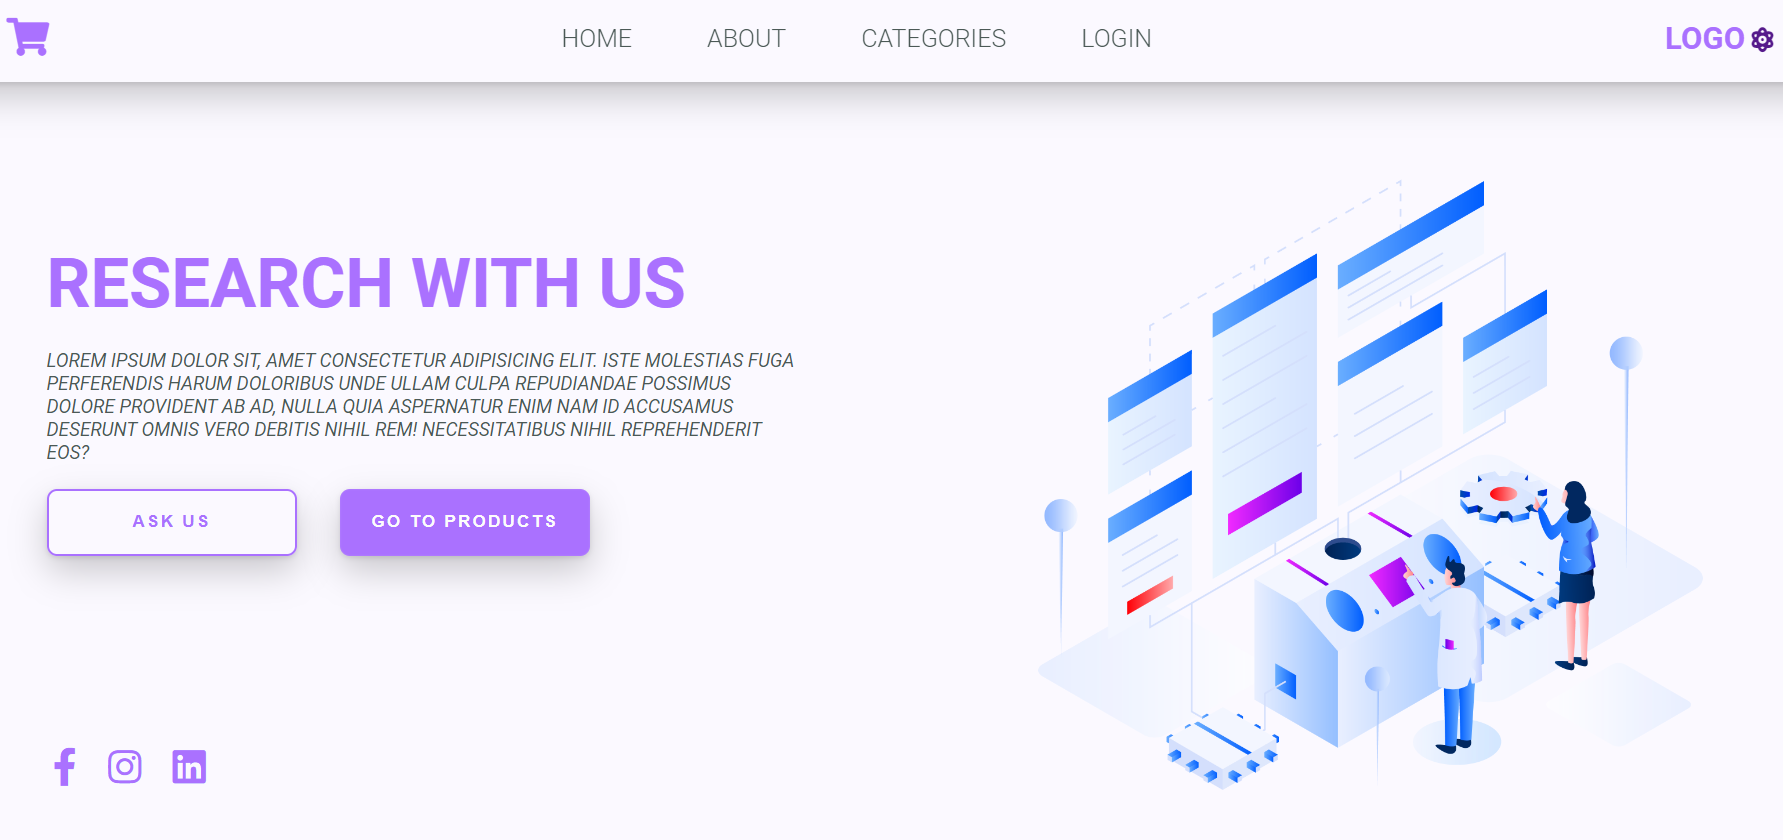 HOME ABOUT CATEGORIES LOGIN LOGO
RESEARCH WITH US
LOREM IPSUM DOLOR SIT, AMET CONSECTETUR ADIPISICING ELIT. ISTE MOLESTIAS FUGA
PERFERENDIS HARUM DOLORIBUS UNDE ULLAM CULPA REPUDIANDAE POSSIMUS
DOLORE PROVIDENT AB AD, NULLA QUIA ASPERNATUR ENIM NAM ID ACCUSAMUS
DESERUNT OMNIS VERO DEBITIS NIHIL REM! NECESSITATIBUS NIHIL REPREHENDERIT
EOS?
ASK US GO TO PRODUCTS